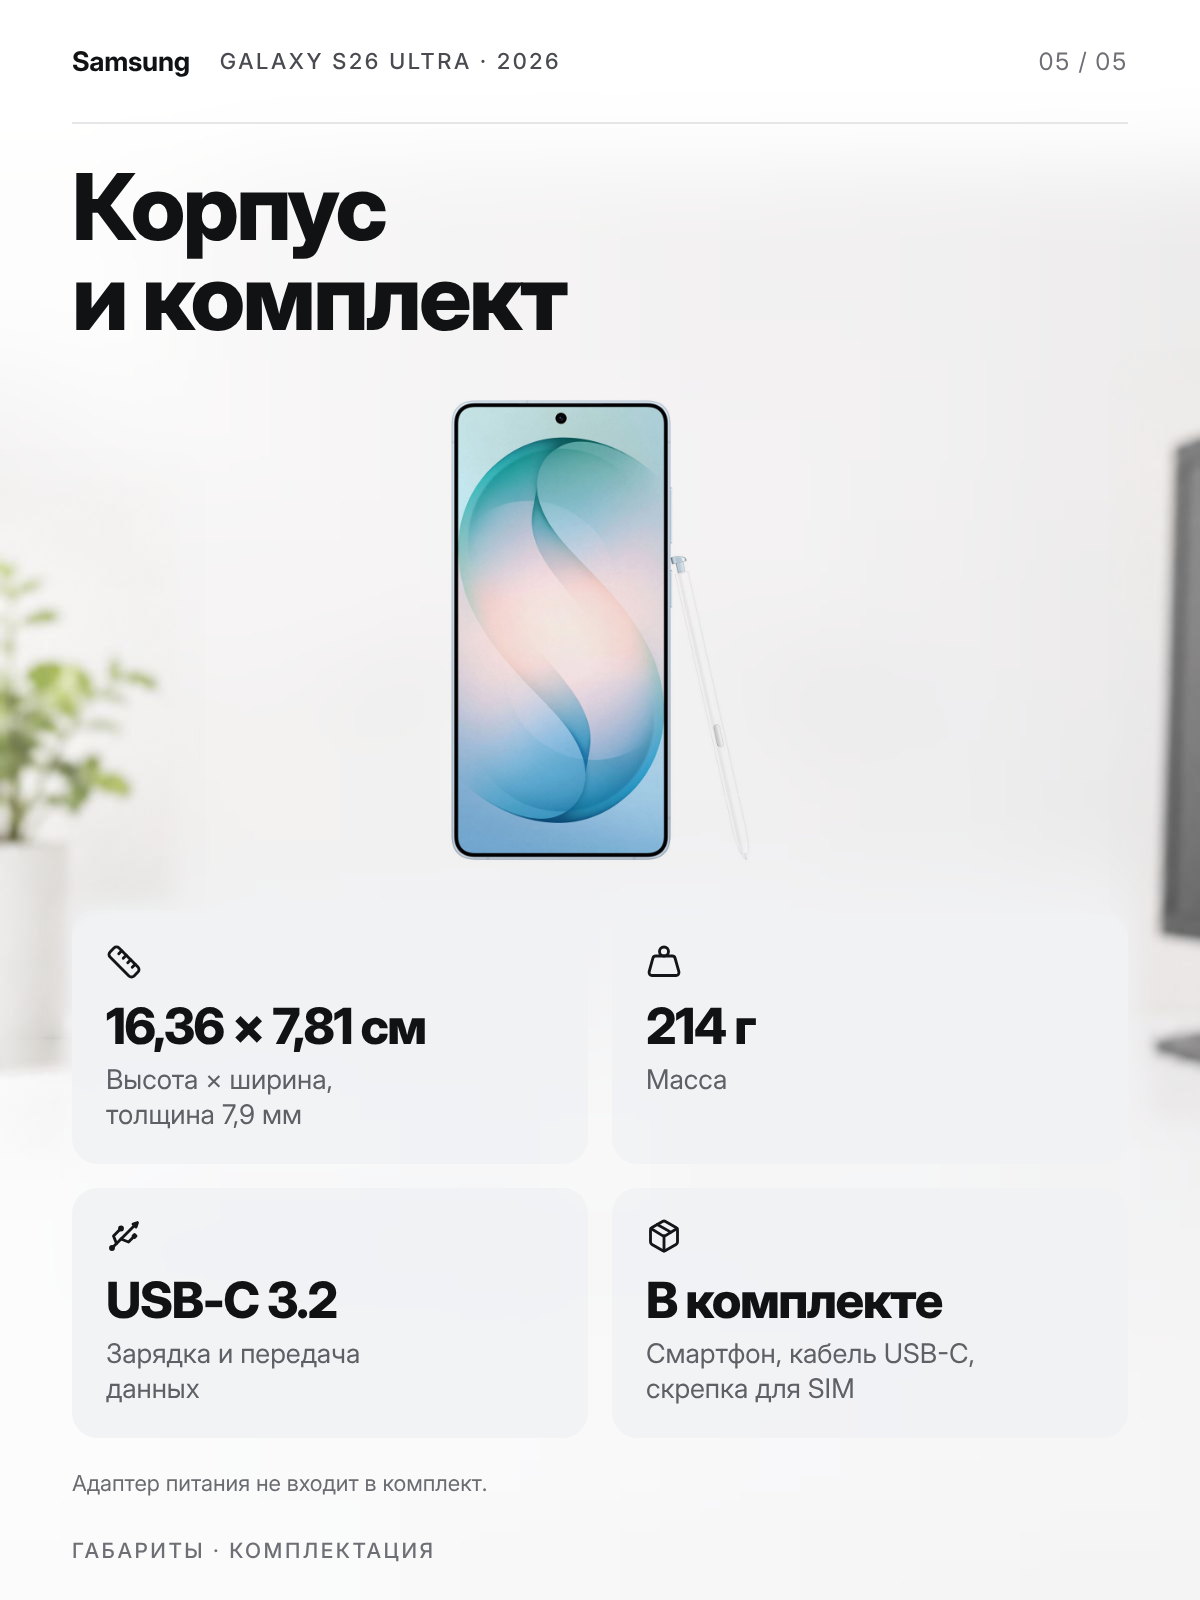 Samsung GALAXY S26 ULTRA · 2026 05 / 05
Корпус
и комплект
16,36 × 7,81 см
Высота × ширина,
толщина 7,9 мм
214 г
Масса
USB-C 3.2
Зарядка и передача
данных
В комплекте
Смартфон, кабель USB-C,
скрепка для SIM
Адаптер питания не входит в комплект.
ГАБАРИТЫ · КОМПЛЕКТАЦИЯ